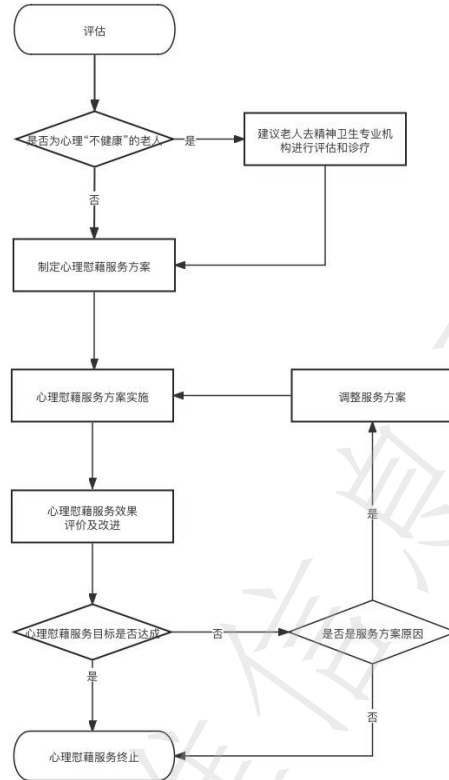 评估
是否为心理“不健康”的老人
是
建议老人去精神卫生专业机
构进行评估和诊疗
否
制定心理慰藉服务方案
心理慰藉服务方案实施
调整服务方案
心理慰藉服务效果
评价及改进
是
心理慰藉服务目标是否达成
否
是否是服务方案原因
是
否
心理慰藉服务终止
信息